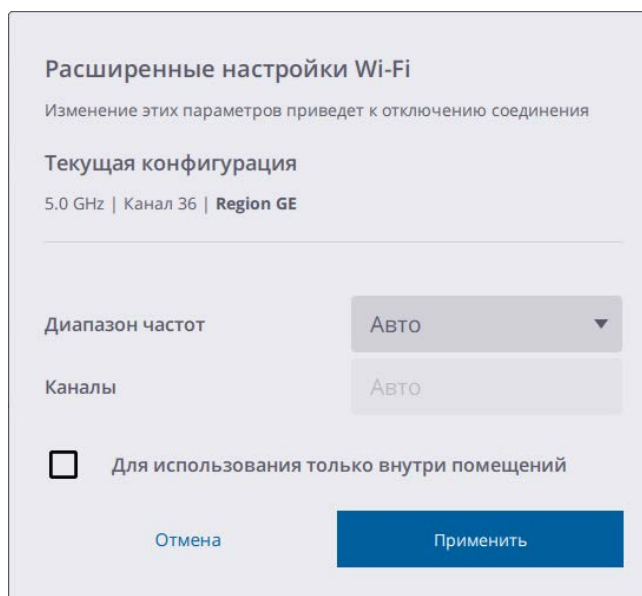 Расширенные настройки Wi-Fi
Изменение этих параметров приведет к отключению соединения
Текущая конфигурация
5.0 GHz | Канал 36 | Region GE
Диапазон частот
Авто
Каналы
Авто
Для использования только внутри помещений
Отмена
Применить